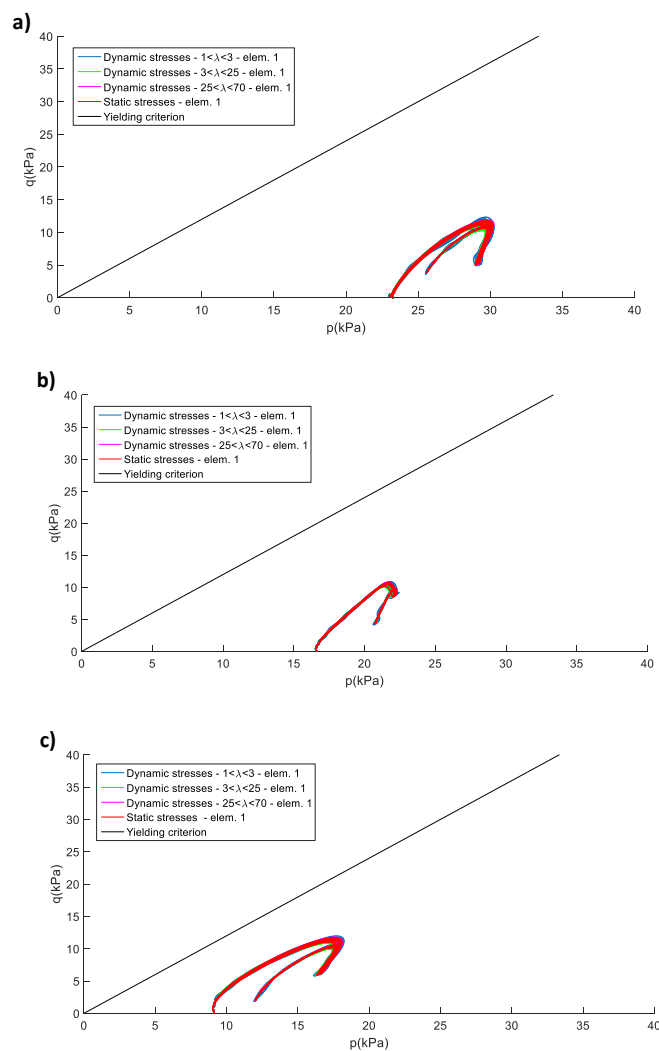 a)
40
35
30
25
20
15
10
5
0
q(kPa)
Dynamic stresses - 1<λ<3 - elem. 1
Dynamic stresses - 3<λ<25 - elem. 1
Dynamic stresses - 25<λ<70 - elem. 1
Static stresses - elem. 1
Yielding criterion
0 5 10 15 20 25 30 35 40
p(kPa)
b)
40
35
30
25
20
15
10
5
0
q(kPa)
Dynamic stresses - 1<λ<3 - elem. 1
Dynamic stresses - 3<λ<25 - elem. 1
Dynamic stresses - 25<λ<70 - elem. 1
Static stresses - elem. 1
Yielding criterion
0 5 10 15 20 25 30 35 40
p(kPa)
c)
40
35
30
25
20
15
10
5
0
q(kPa)
Dynamic stresses - 1<λ<3 - elem. 1
Dynamic stresses - 3<λ<25 - elem. 1
Dynamic stresses - 25<λ<70 - elem. 1
Static stresses - elem. 1
Yielding criterion
0 5 10 15 20 25 30 35 40
p(kPa)